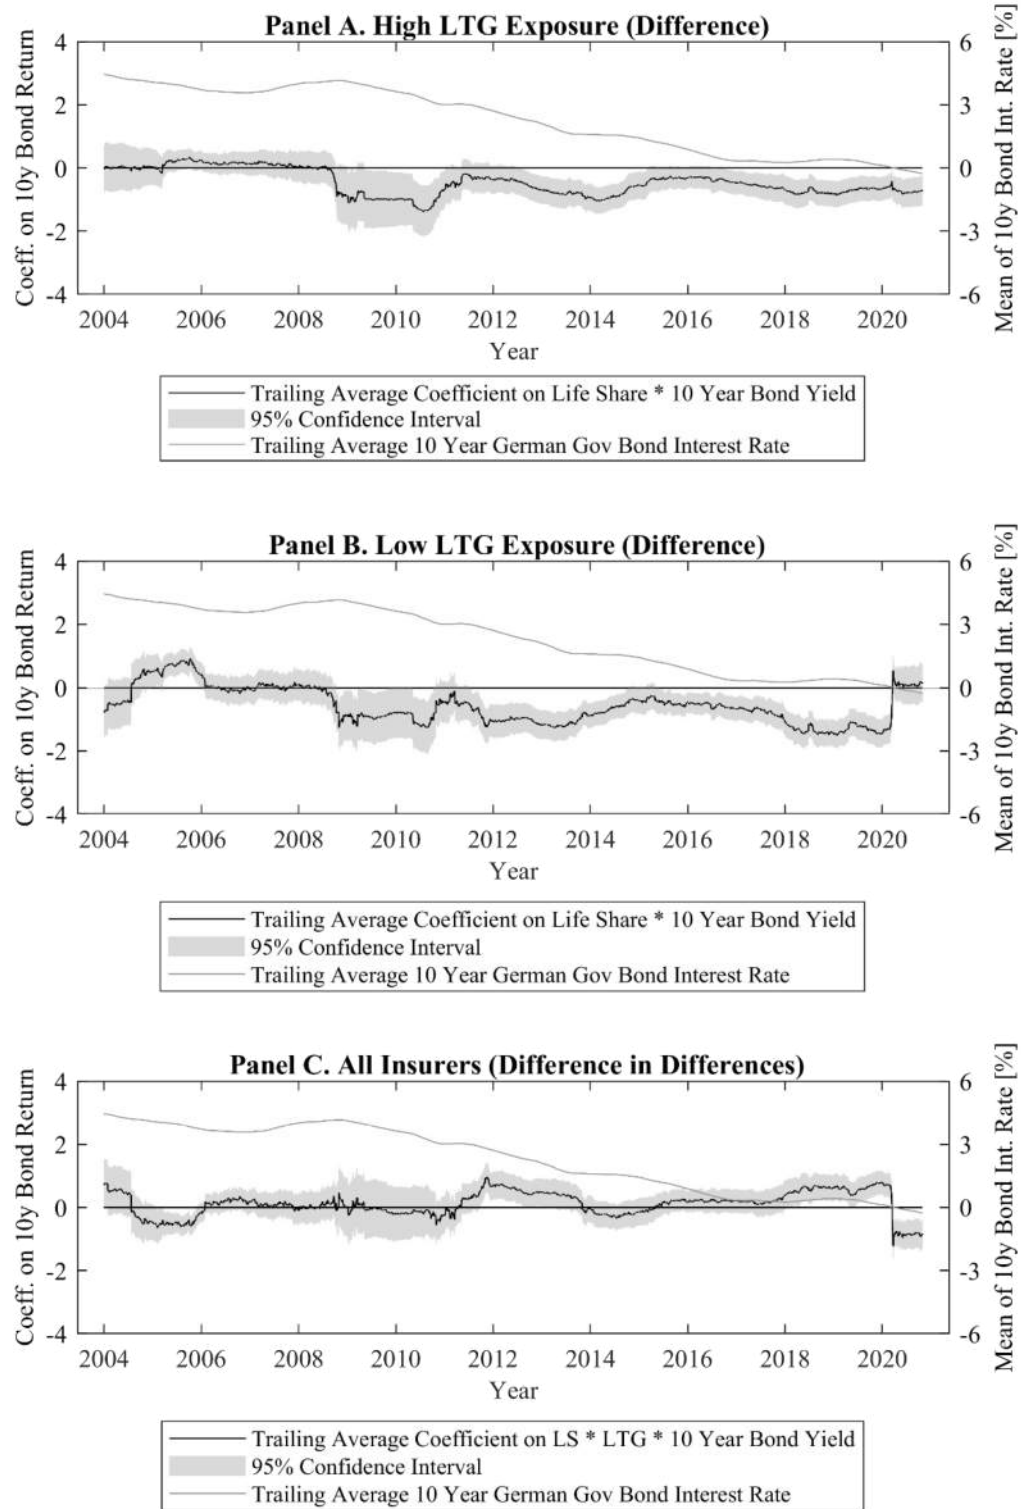 Panel A. High LTG Exposure (Difference)
Coeff. on 10y Bond Return
4
2
0
-2
-4
6
3
0
-3
-6
Mean of 10y Bond Int. Rate [%]
2004 2006 2008 2010 2012 2014 2016 2018 2020
Year
Trailing Average Coefficient on Life Share * 10 Year Bond Yield
95% Confidence Interval
Trailing Average 10 Year German Gov Bond Interest Rate
Panel B. Low LTG Exposure (Difference)
Coeff. on 10y Bond Return
4
2
0
-2
-4
6
3
0
-3
-6
Mean of 10y Bond Int. Rate [%]
2004 2006 2008 2010 2012 2014 2016 2018 2020
Year
Trailing Average Coefficient on Life Share * 10 Year Bond Yield
95% Confidence Interval
Trailing Average 10 Year German Gov Bond Interest Rate
Panel C. All Insurers (Difference in Differences)
Coeff. on 10y Bond Return
4
2
0
-2
-4
6
3
0
-3
-6
Mean of 10y Bond Int. Rate [%]
2004 2006 2008 2010 2012 2014 2016 2018 2020
Year
Trailing Average Coefficient on LS * LTG * 10 Year Bond Yield
95% Confidence Interval
Trailing Average 10 Year German Gov Bond Interest Rate